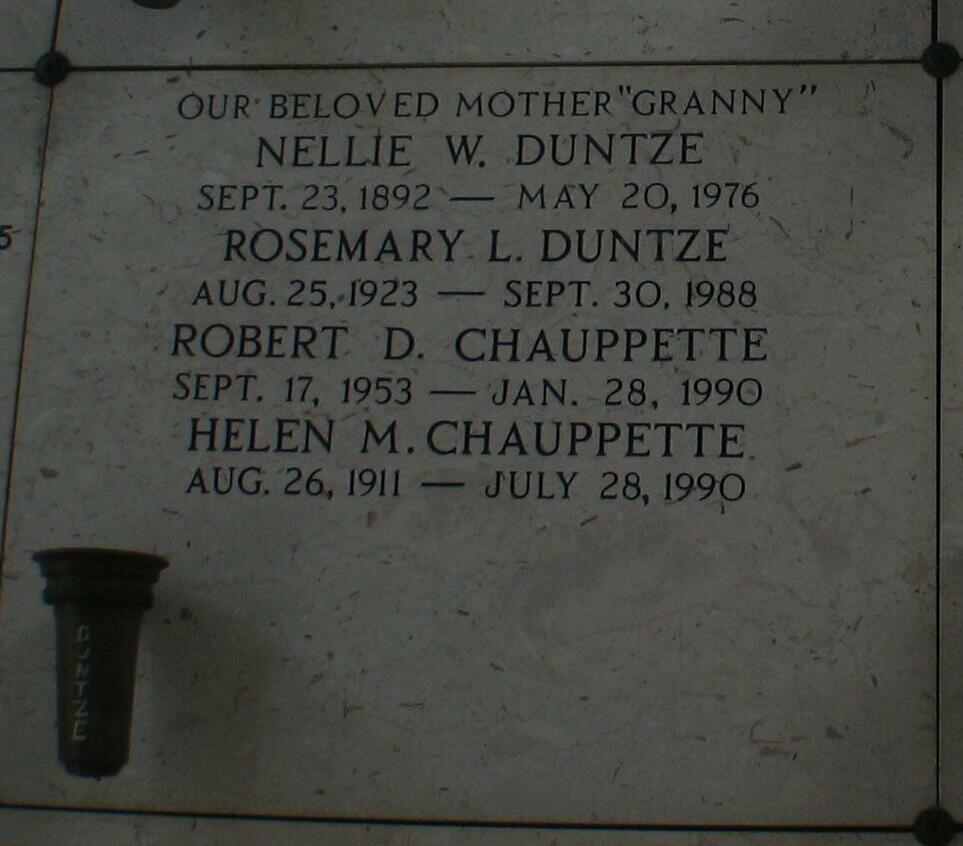 OUR BELOVED MOTHER "GRANNY"
NELLIE W. DUNTZE
SEPT. 23, 1892 — MAY 20, 1976
ROSEMARY L. DUNTZE
AUG. 25, 1923 — SEPT. 30, 1988
ROBERT D. CHAUPPETTE
SEPT. 17, 1953 — JAN. 28, 1990
HELEN M. CHAUPPETTE
AUG. 26, 1911 — JULY 28, 1990
5
DUNTZE